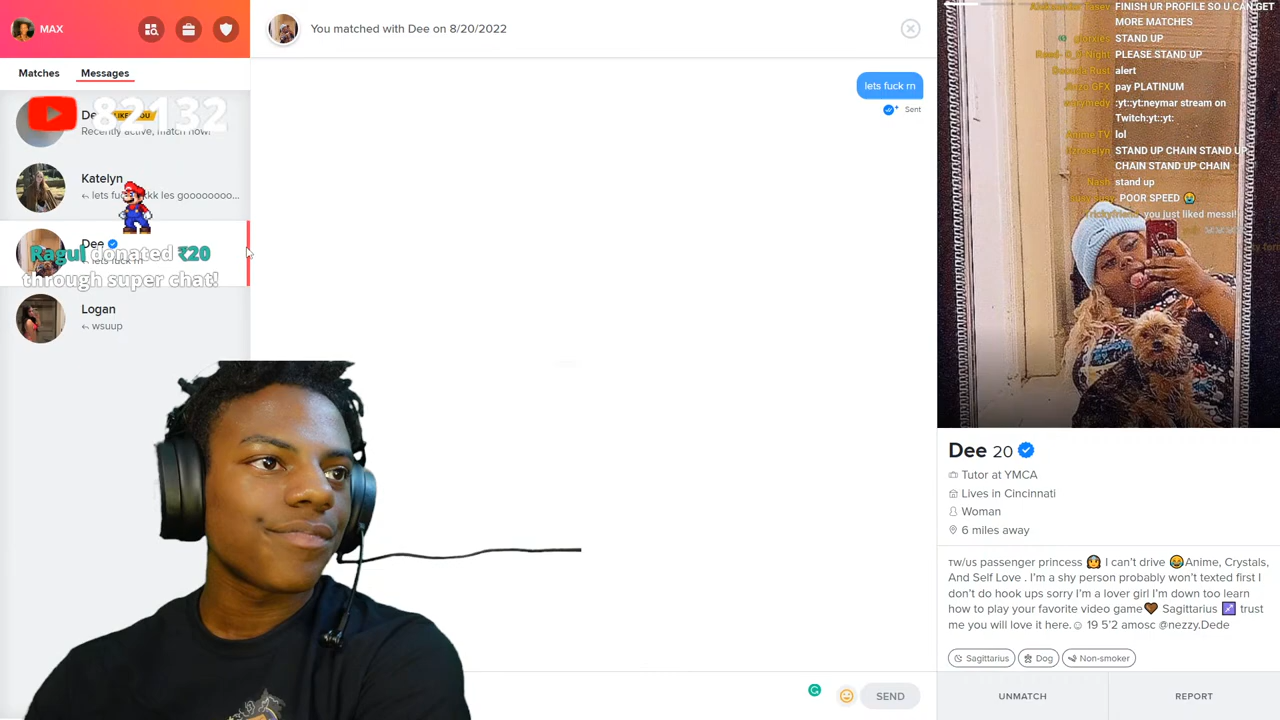 MAX
You matched with Dee on 8/20/2022
Matches
Messages
82132
Recently active, match now!
Katelyn
les gooooooooo...
Dee
Ragul donated ₹20
through super chat!
Logan
wsuup
lets fuck rn
Sent
SEND
FINISH UR PROFILE SO U CAN GET
MORE MATCHES
STAND UP
PLEASE STAND UP
alert
pay PLATINUM
:yt::yt:neymar stream on
Twitch:yt::yt:
Anime TV lol
STAND UP CHAIN STAND UP
CHAIN STAND UP CHAIN
Nash stand up
POOR SPEED 😭
you just liked messi!
Dee 20
Tutor at YMCA
Lives in Cincinnati
Woman
6 miles away
тw/us passenger princess 👸🏾 I can't drive 😂Anime, Crystals,
And Self Love . I'm a shy person probably won't texted first I
don't do hook ups sorry I'm a lover girl I'm down too learn
how to play your favorite video game🤎 Sagittarius ♐ trust
me you will love it here.☺ 19 5'2 amosc @nezzy.Dede
Sagittarius
Dog
Non-smoker
UNMATCH
REPORT